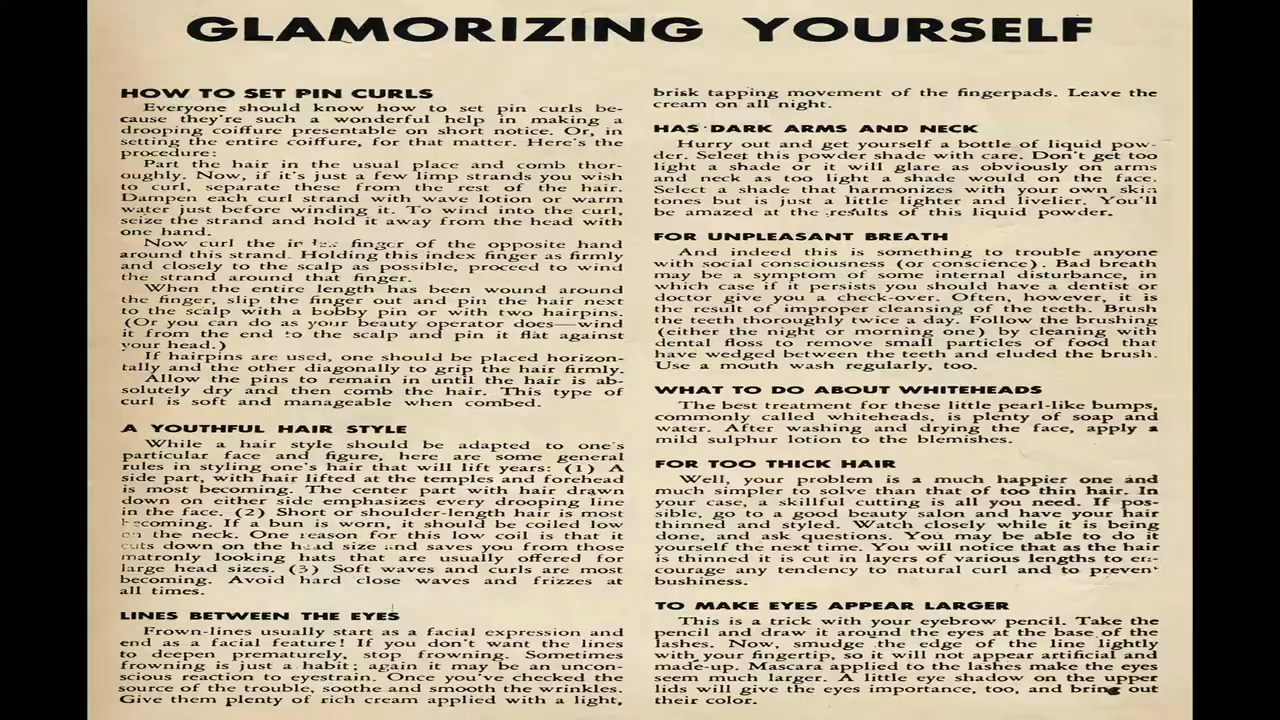 GLAMORIZING YOURSELF
HOW TO SET PIN CURLS
Everyone should know how to set pin curls be-
cause they're such a wonderful help in making a
drooping coiffure presentable on short notice. Or, in
setting the entire coiffure, for that matter. Here's the
procedure:
Part the hair in the usual place and comb thor-
oughly. Now, if it's just a few limp strands you wish
to curl, separate these from the rest of the hair.
Dampen each curl strand with wave lotion or warm
water just before winding it. To wind into the curl,
seize the strand and hold it away from the head with
one hand.
Now curl the finger of the opposite hand
around this strand. Holding this index finger as firmly
and closely to the scalp as possible, proceed to wind
the strand around that finger.
When the entire length has been wound around
the finger, slip the finger out and pin the hair next
to the scalp with a bobby pin or with two hairpins.
(Or you can do as your beauty operator does—wind
it from the end to the scalp and pin it flat against
your head.)
If hairpins are used, one should be placed horizon-
tally and the other diagonally to grip the hair firmly.
Allow the pins to remain in until the hair is ab-
solutely dry and then comb the hair. This type of
curl is soft and manageable when combed.
A YOUTHFUL HAIR STYLE
While a hair style should be adapted to one's
particular face and figure, here are some general
rules in styling one's hair that will lift years: (1) A
side part, with hair lifted at the temples and forehead
is most becoming. The center part with hair drawn
down on either side emphasizes every drooping line
in the face. (2) Short or shoulder-length hair is most
becoming. If a bun is worn, it should be coiled low
on the neck. One reason for this low coil is that it
cuts down on the head size and saves you from those
matronly looking hats that are usually offered for
large head sizes. (3) Soft waves and curls are most
becoming. Avoid hard close waves and frizzes at
all times.
LINES BETWEEN THE EYES
Frown-lines usually start as a facial expression and
end as a facial feature! If you don't want the lines
to deepen prematurely, stop frowning. Sometimes
frowning is just a habit; again it may be an uncon-
scious reaction to eyestrain. Once you've checked the
source of the trouble, soothe and smooth the wrinkles.
Give them plenty of rich cream applied with a light,
brisk tapping movement of the fingerpads. Leave the
cream on all night.
HAS DARK ARMS AND NECK
Hurry out and get yourself a bottle of liquid pow-
der. Select this powder shade with care. Don't get too
light a shade or it will glare as obviously on arms
and neck as too light a shade would on the face.
Select a shade that harmonizes with your own skin
tones but is just a little lighter and livelier. You'll
be amazed at the results of this liquid powder.
FOR UNPLEASANT BREATH
And indeed this is something to trouble anyone
with social consciousness (or conscience). Bad breath
may be a symptom of some internal disturbance, in
which case if it persists you should have a dentist or
doctor give you a check-over. Often, however, it is
the result of improper cleansing of the teeth. Brush
the teeth thoroughly twice a day. Follow the brushing
(either the night or morning one) by cleaning with
dental floss to remove small particles of food that
have wedged between the teeth and eluded the brush.
Use a mouth wash regularly, too.
WHAT TO DO ABOUT WHITEHEADS
The best treatment for these little pearl-like bumps,
commonly called whiteheads, is plenty of soap and
water. After washing and drying the face, apply a
mild sulphur lotion to the blemishes.
FOR TOO THICK HAIR
Well, your problem is a much happier one and
much simpler to solve than that of too thin hair. In
your case, a skillful cutting is all you need. If pos-
sible, go to a good beauty salon and have your hair
thinned and styled. Watch closely while it is being
done, and ask questions. You may be able to do it
yourself the next time. You will notice that as the hair
is thinned it is cut in layers of various lengths to en-
courage any tendency to natural curl and to prevent
bushiness.
TO MAKE EYES APPEAR LARGER
This is a trick with your eyebrow pencil. Take the
pencil and draw it around the eyes at the base of the
lashes. Now, smudge the edge of the line lightly
with your fingertip, so it will not appear artificial and
made-up. Mascara applied to the lashes make the eyes
seem much larger. A little eye shadow on the upper
lids will give the eyes importance, too, and bring out
their color.